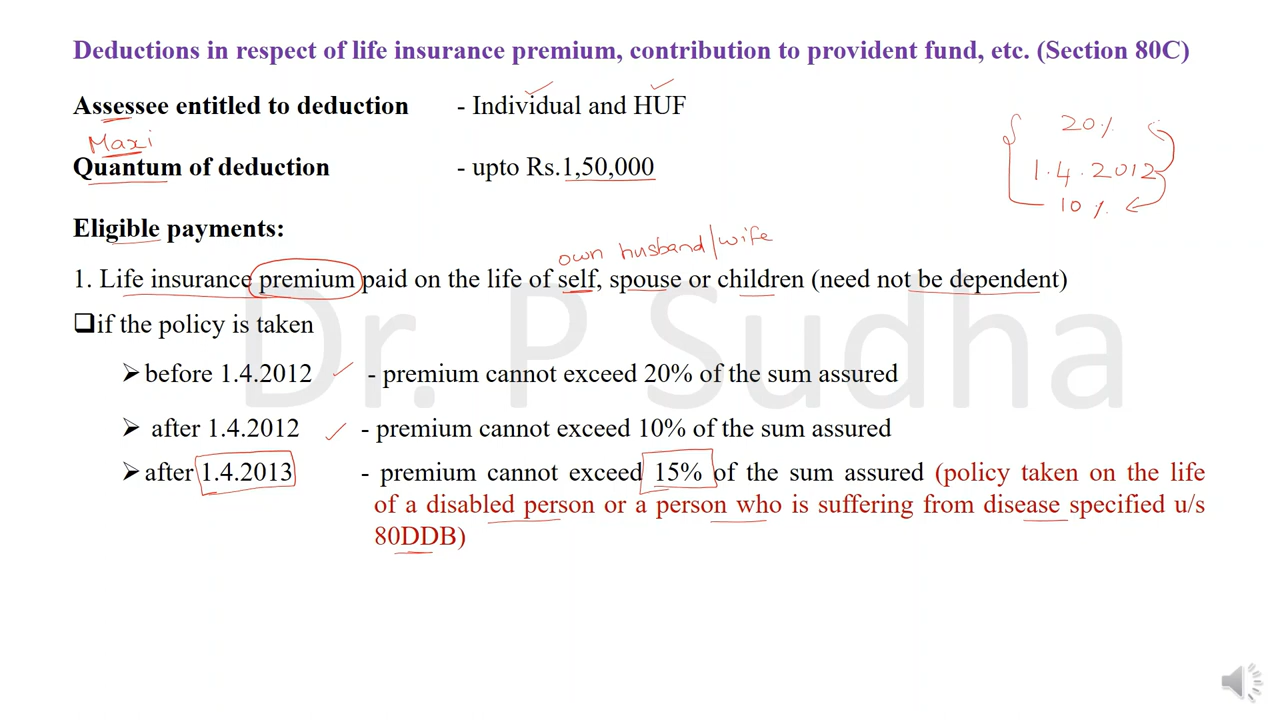 Deductions in respect of life insurance premium, contribution to provident fund, etc. (Section 80C)
Assessee entitled to deduction - Individual and HUF
20%
Maxi
Quantum of deduction - upto Rs.1,50,000
1.4.2012
10%
Eligible payments:
own husband/wife
1. Life insurance premium paid on the life of self, spouse or children (need not be dependent)
if the policy is taken
before 1.4.2012 - premium cannot exceed 20% of the sum assured
after 1.4.2012 - premium cannot exceed 10% of the sum assured
after 1.4.2013 - premium cannot exceed 15% of the sum assured (policy taken on the life
of a disabled person or a person who is suffering from disease specified u/s
80DDB)
Dr. P Sudha